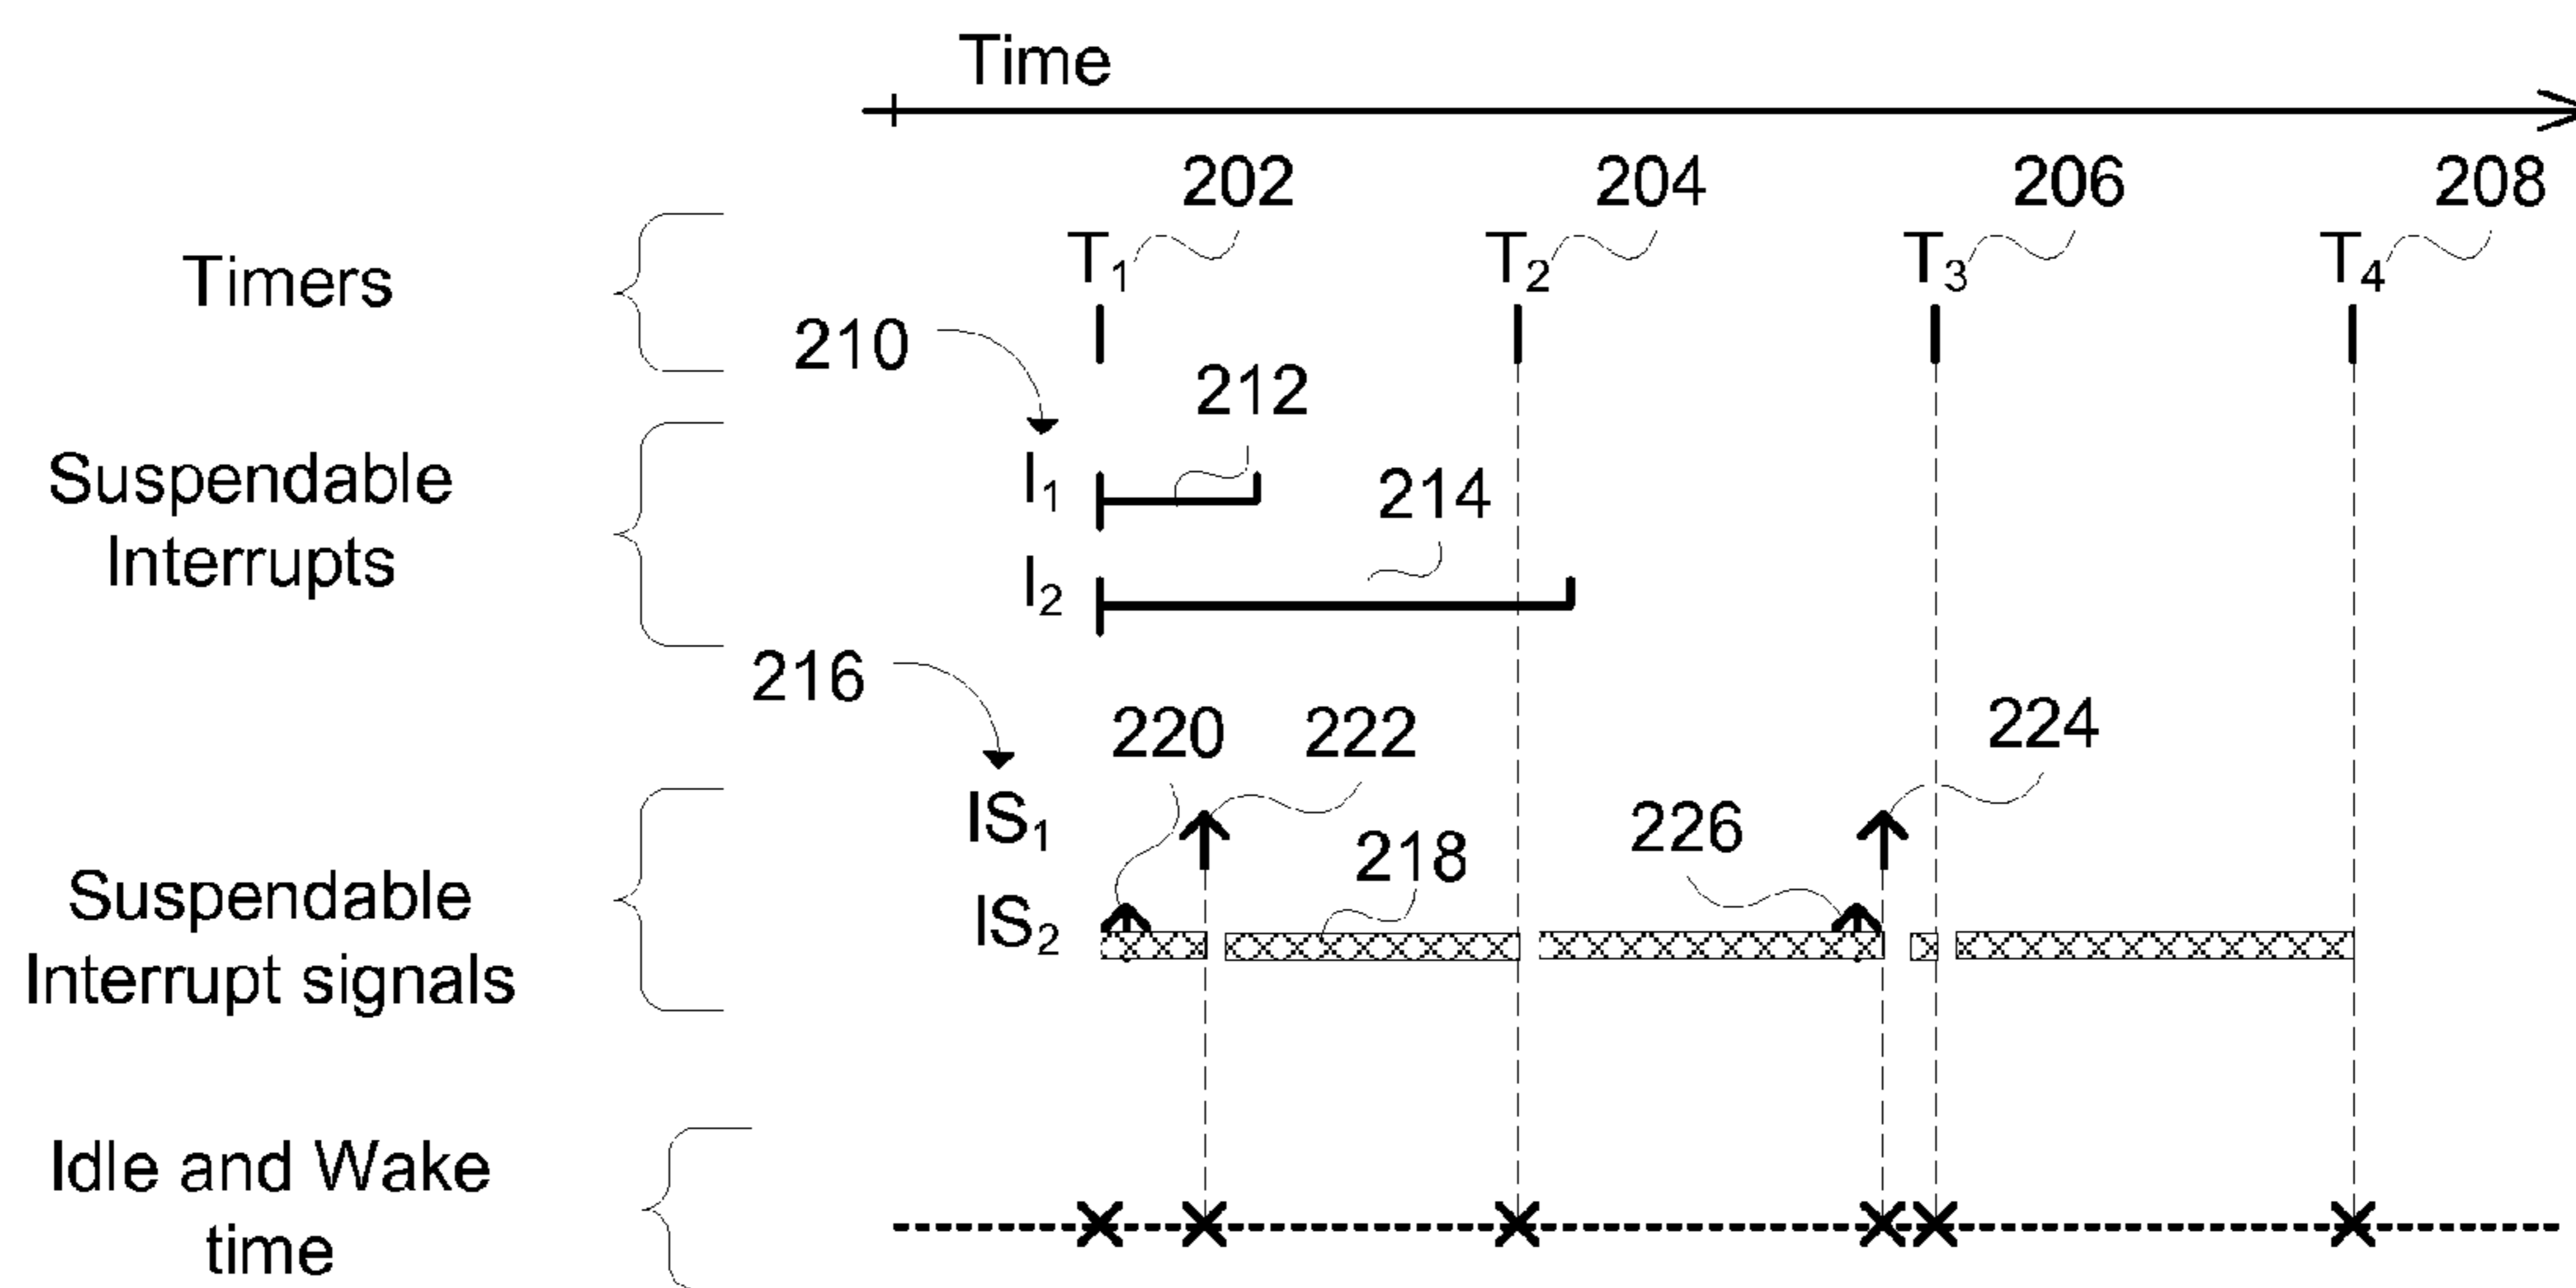 Time
202 204 206 208
T1 T2 T3 T4
Timers
210
212
Suspendable
Interrupts
I1
214
I2
216
220 222 224
IS1
226
218
IS2
Suspendable
Interrupt signals
Idle and Wake
time